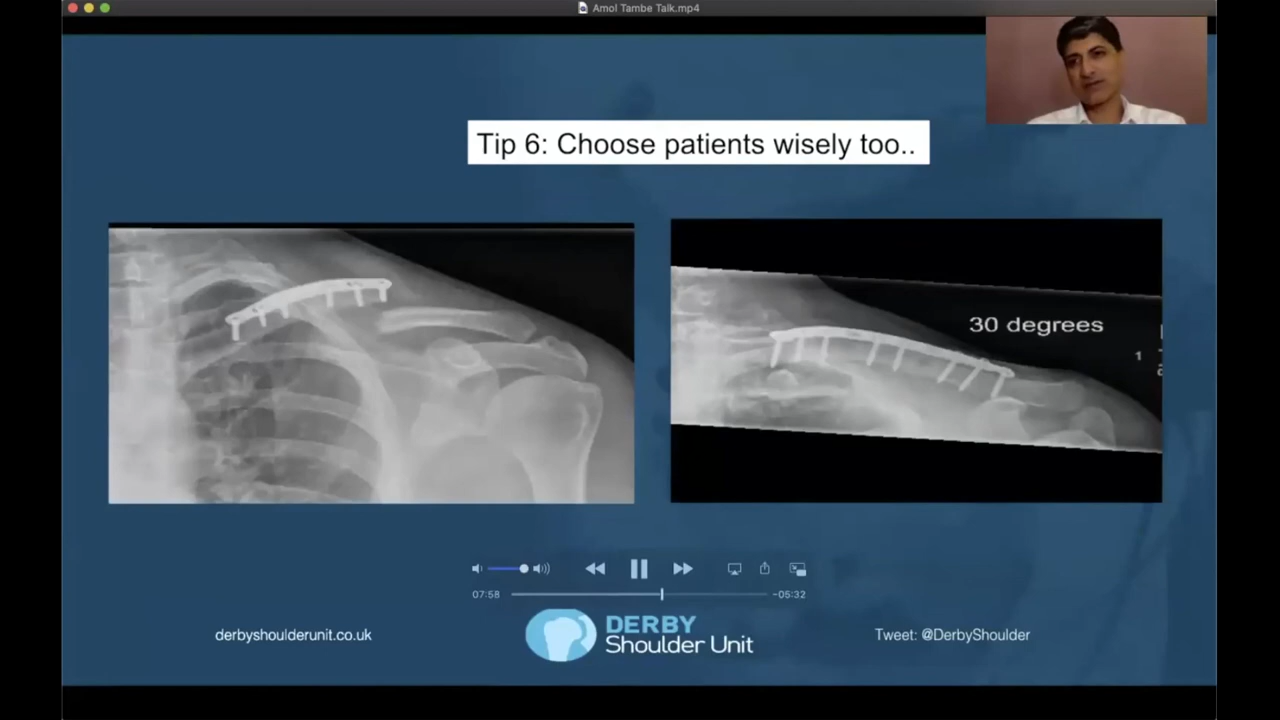 Amol Tambe Talk.mp4
Tip 6: Choose patients wisely too..
30 degrees
1
07:58
-05:32
derbyshoulderunit.co.uk
DERBY
Shoulder Unit
Tweet: @DerbyShoulder